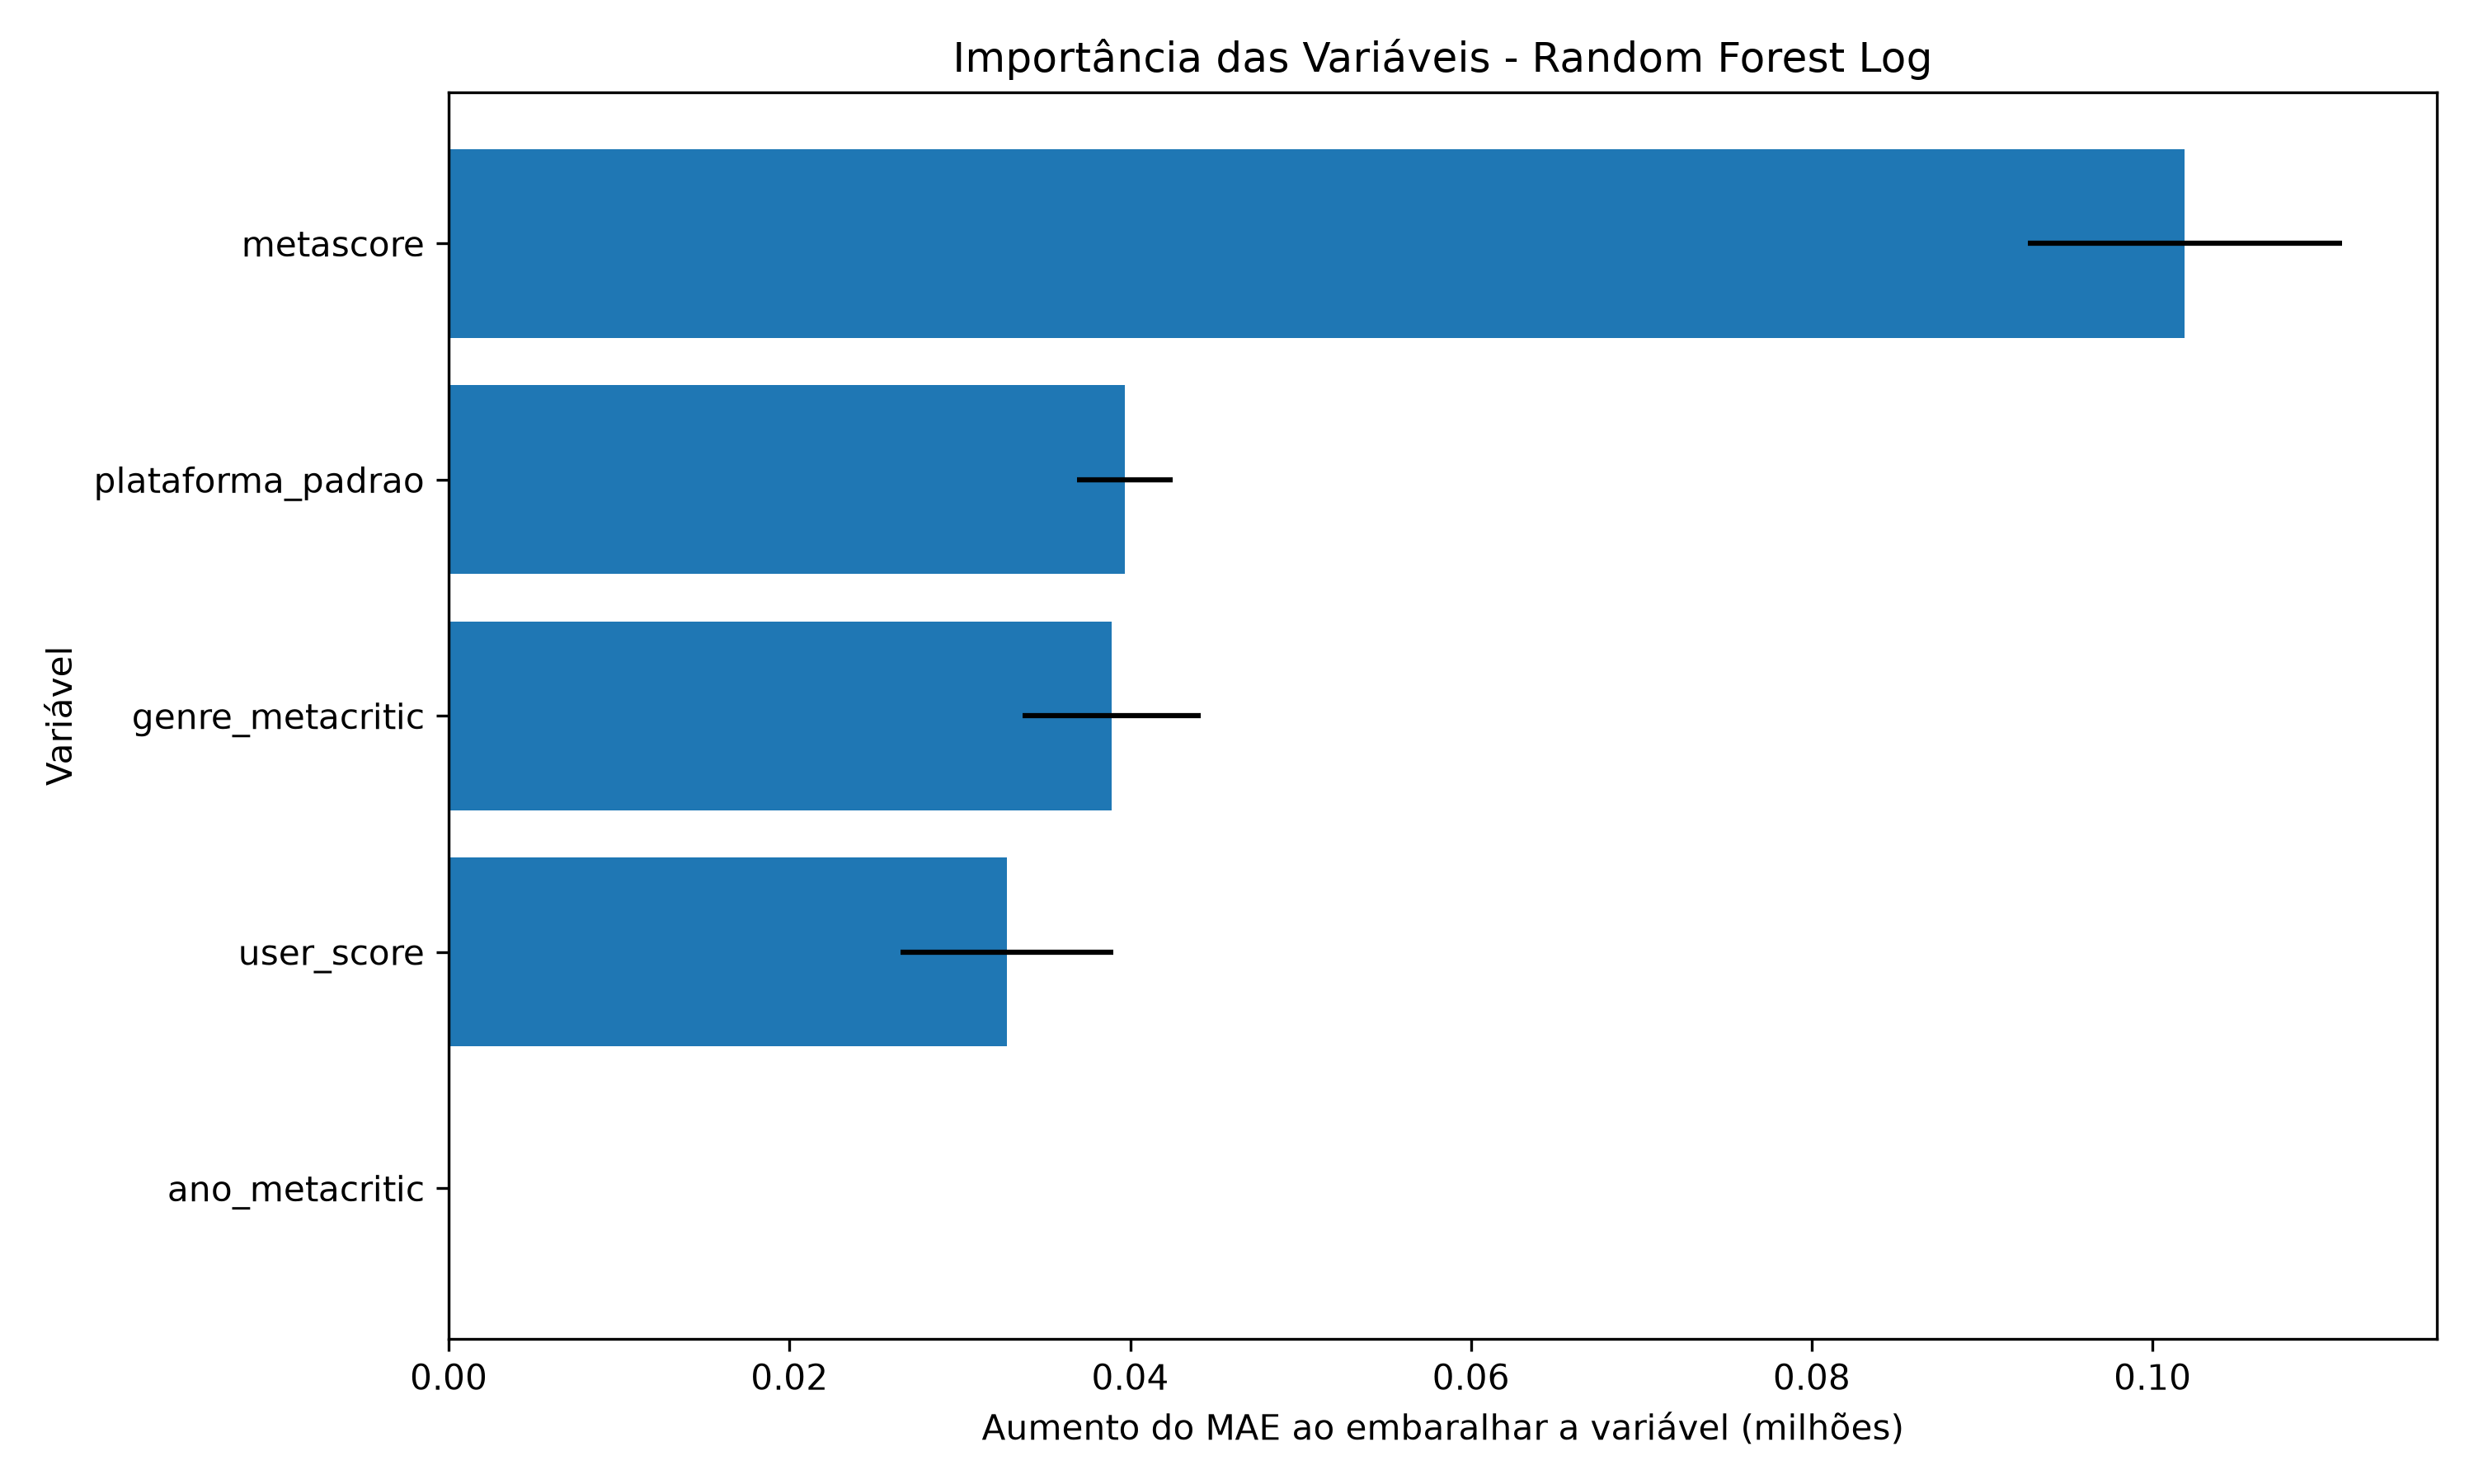 Importância das Variáveis - Random Forest Log
Variável
metascore
plataforma_padrao
genre_metacritic
user_score
ano_metacritic
0.00 0.02 0.04 0.06 0.08 0.10
Aumento do MAE ao embaralhar a variável (milhões)